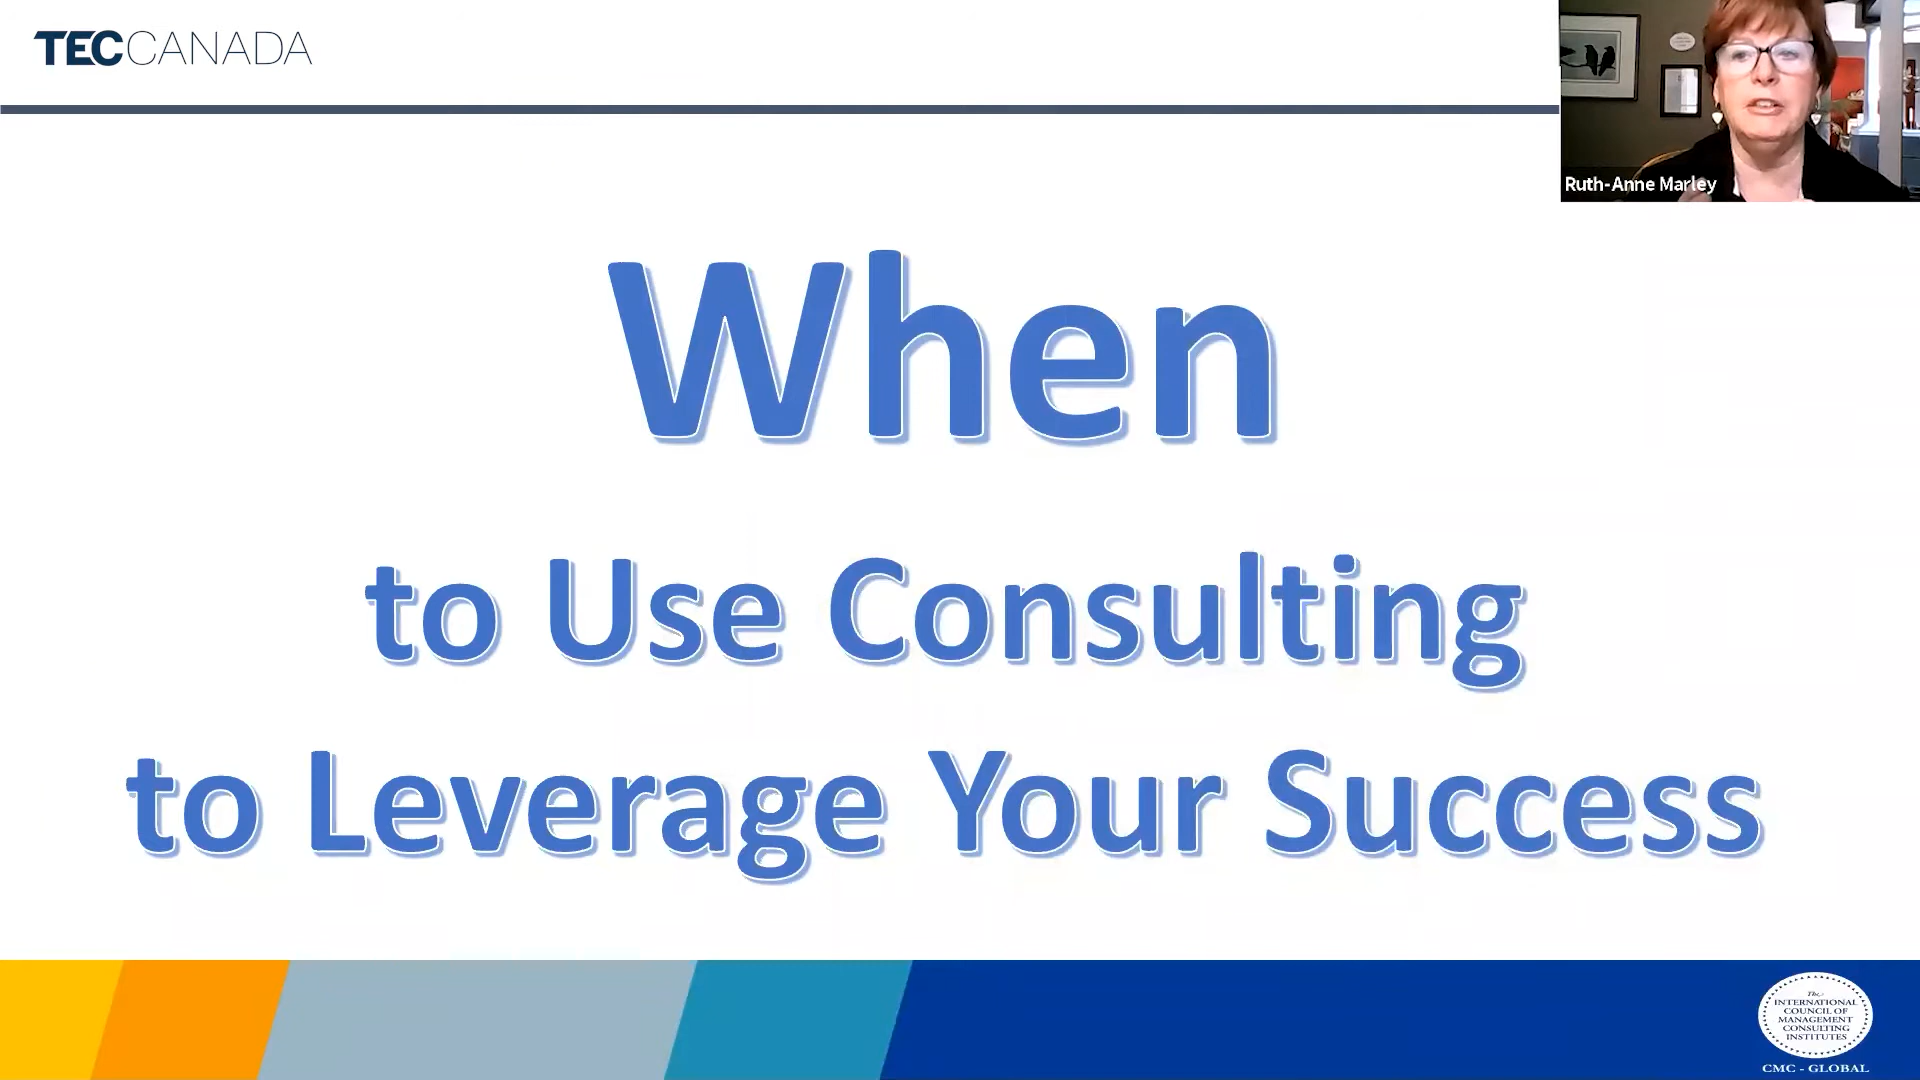 TECCANADA
Ruth-Anne Marley
When
to Use Consulting
to Leverage Your Success
The
INTERNATIONAL
COUNCIL OF
MANAGEMENT
CONSULTING
INSTITUTES
CMC - GLOBAL